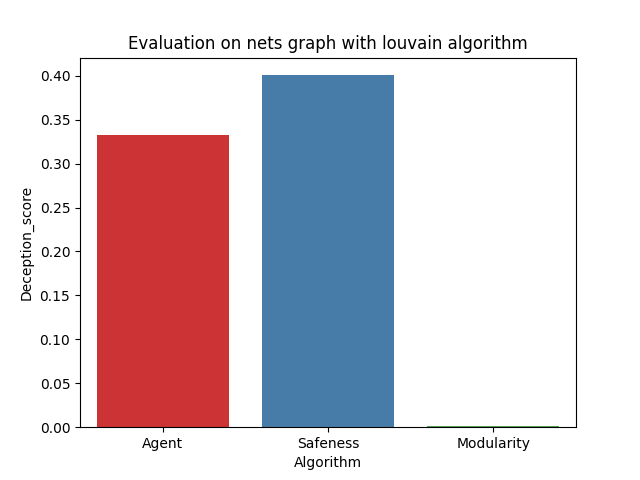 Evaluation on nets graph with louvain algorithm
0.40
0.35
0.30
0.25
0.20
0.15
0.10
0.05
0.00
Deception_score
Agent Safeness Modularity
Algorithm